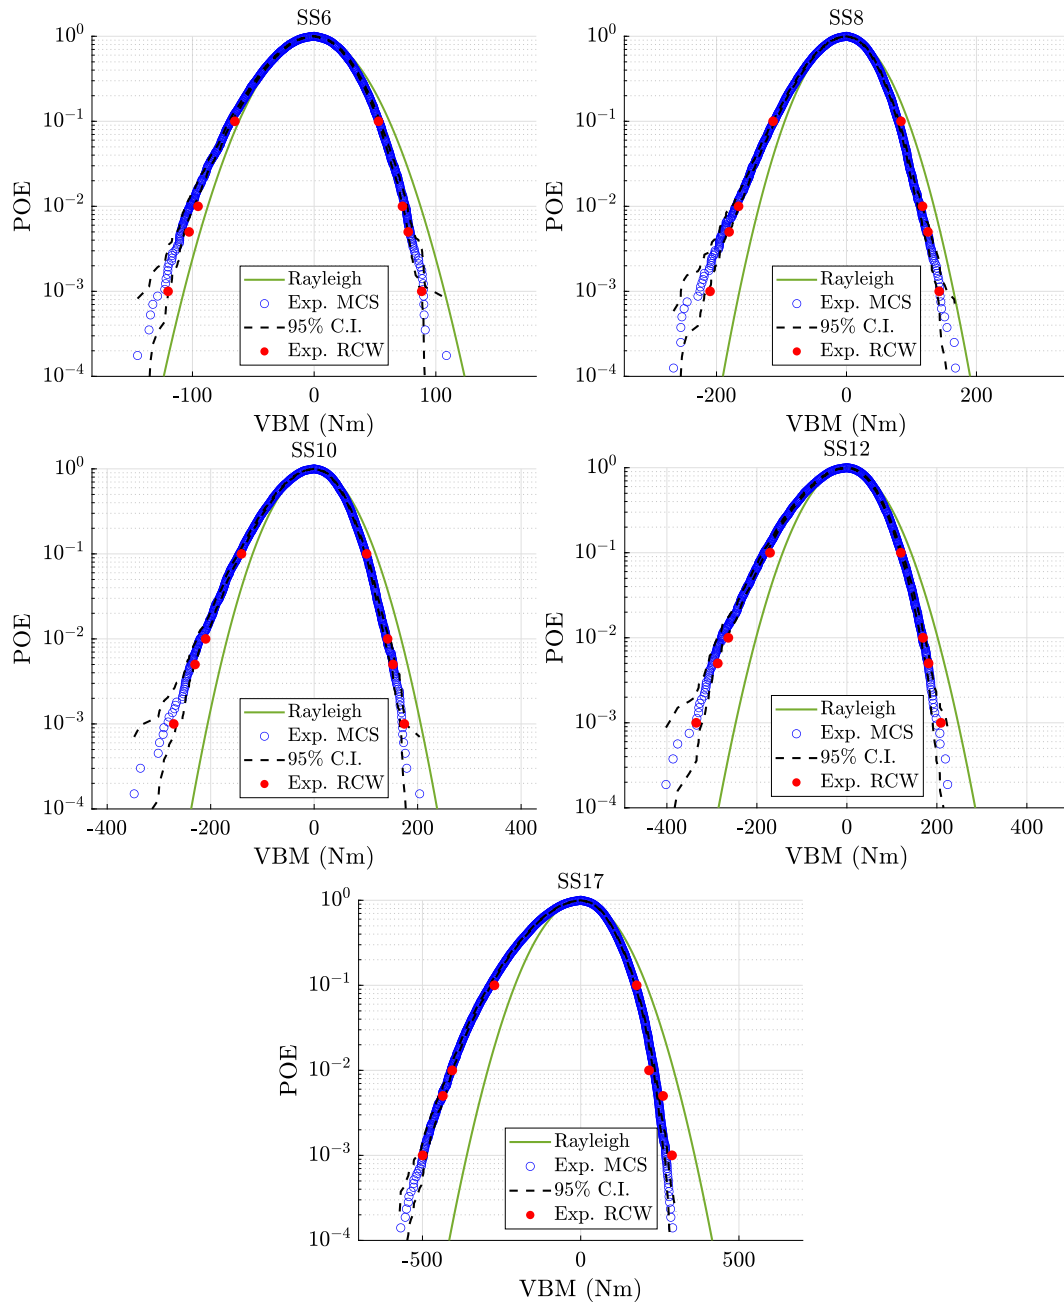 SS6
10^0
10^-1
10^-2
10^-3
10^-4
POE
-100 0 100
VBM (Nm)
Rayleigh
Exp. MCS
95% C.I.
Exp. RCW
SS8
10^0
10^-1
10^-2
10^-3
10^-4
POE
-200 0 200
VBM (Nm)
Rayleigh
Exp. MCS
95% C.I.
Exp. RCW
SS10
10^0
10^-1
10^-2
10^-3
10^-4
POE
-400 -200 0 200 400
VBM (Nm)
Rayleigh
Exp. MCS
95% C.I.
Exp. RCW
SS12
10^0
10^-1
10^-2
10^-3
10^-4
POE
-400 -200 0 200 400
VBM (Nm)
Rayleigh
Exp. MCS
95% C.I.
Exp. RCW
SS17
10^0
10^-1
10^-2
10^-3
10^-4
POE
-500 0 500
VBM (Nm)
Rayleigh
Exp. MCS
95% C.I.
Exp. RCW